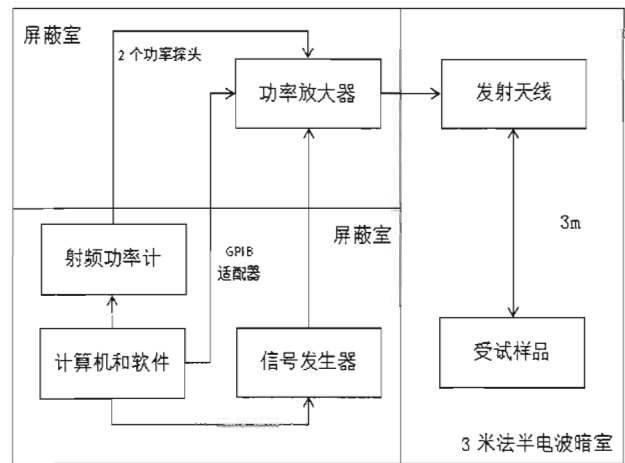 屏蔽室
2 个功率探头
功率放大器
发射天线
屏蔽室
3m
射频功率计
GPIB
适配器
计算机和软件
信号发生器
受试样品
3 米法半电波暗室